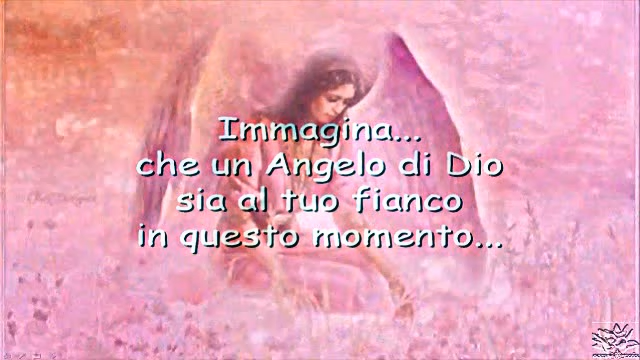 Immagina...
che un Angelo di Dio
sia al tuo fianco
in questo momento...